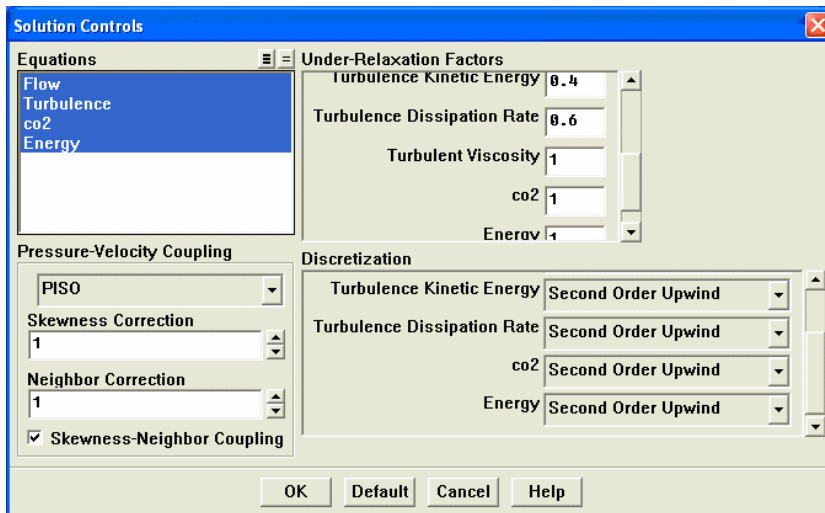 Solution Controls
Equations
Flow
Turbulence
co2
Energy
Under-Relaxation Factors
Turbulence Kinetic Energy 0.4
Turbulence Dissipation Rate 0.6
Turbulent Viscosity 1
co2 1
Energy 1
Pressure-Velocity Coupling
PISO
Skewness Correction
1
Neighbor Correction
1
Skewness-Neighbor Coupling
Discretization
Turbulence Kinetic Energy Second Order Upwind
Turbulence Dissipation Rate Second Order Upwind
co2 Second Order Upwind
Energy Second Order Upwind
OK Default Cancel Help